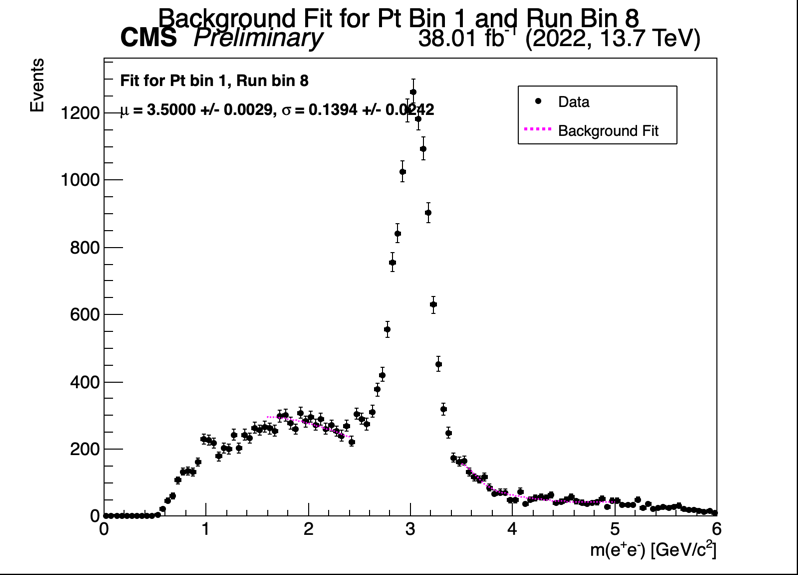 Background Fit for Pt Bin 1 and Run Bin 8
CMS Preliminary
38.01 fb⁻¹ (2022, 13.7 TeV)
Events
Fit for Pt bin 1, Run bin 8
μ = 3.5000 +/- 0.0029, σ = 0.1394 +/- 0.0242
Data
Background Fit
1200
1000
800
600
400
200
0
0 1 2 3 4 5 6
m(e⁺e⁻) [GeV/c²]